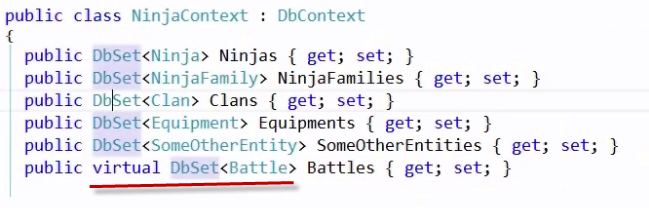 public class NinjaContext : DbContext
{
public DbSet<Ninja> Ninjas { get; set; }
public DbSet<NinjaFamily> NinjaFamilies { get; set; }
public DbSet<Clan> Clans { get; set; }
public DbSet<Equipment> Equipments { get; set; }
public DbSet<SomeOtherEntity> SomeOtherEntities { get; set; }
public virtual DbSet<Battle> Battles { get; set; }